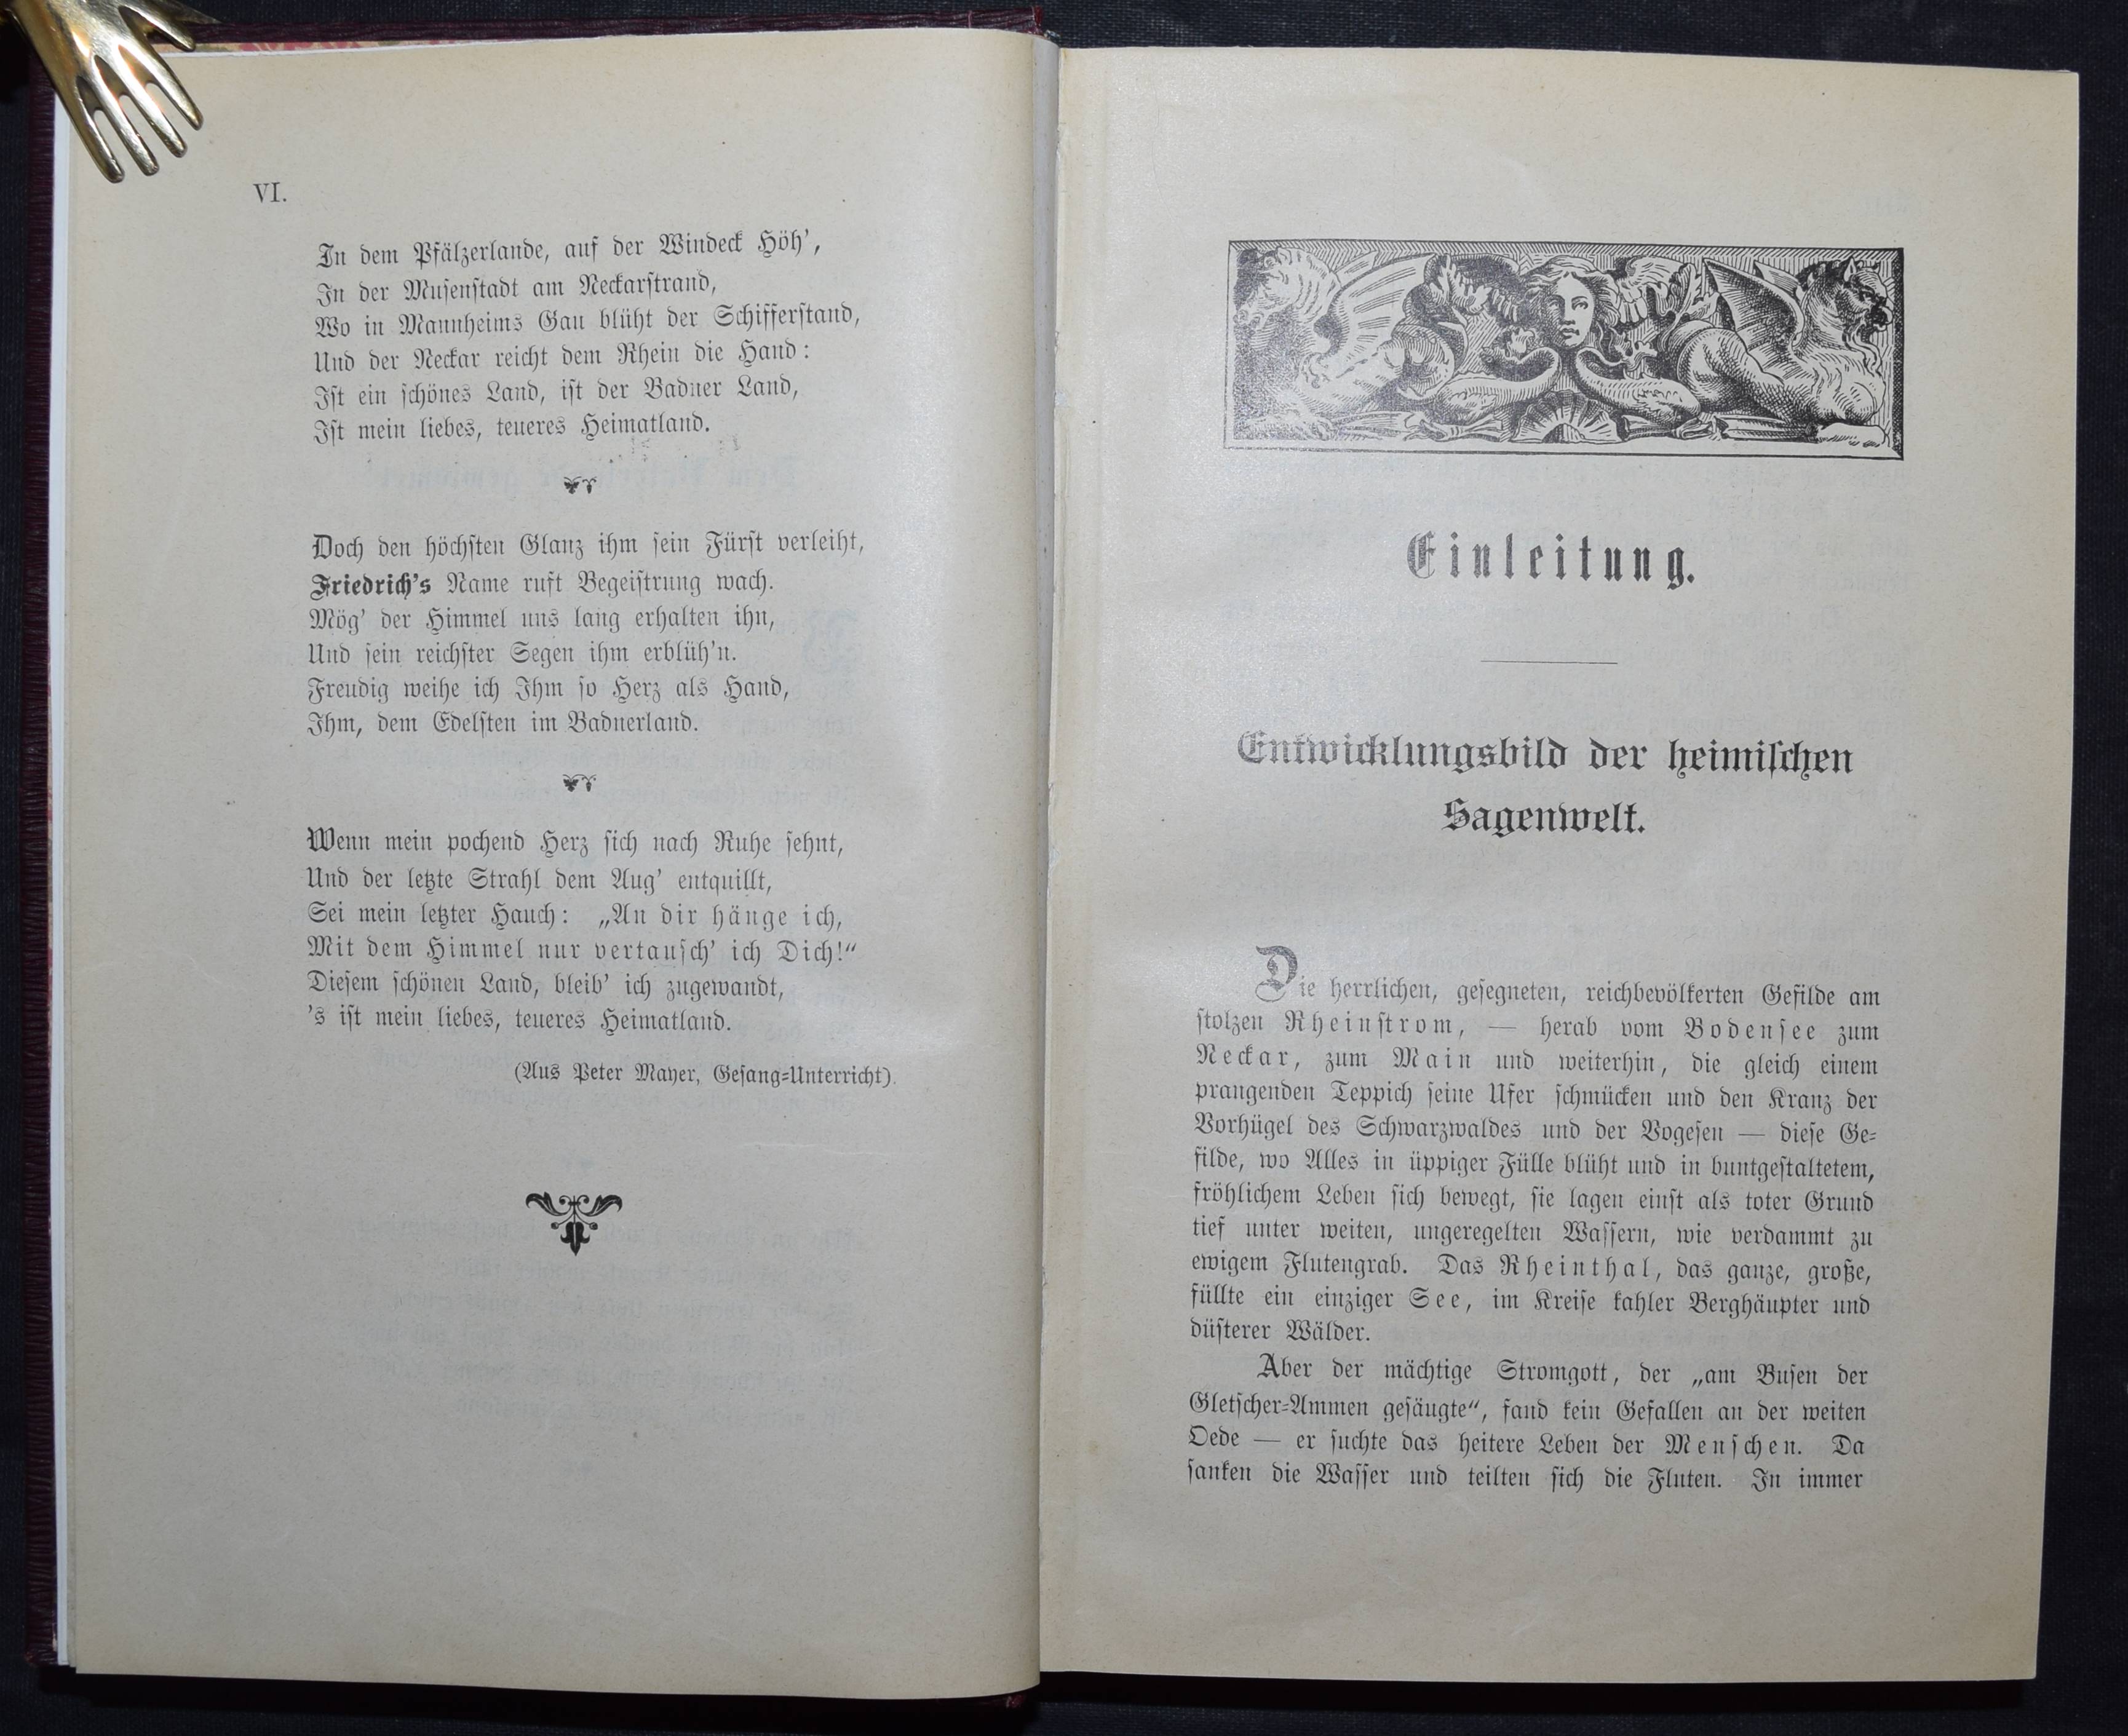 VI.
In dem Pfälzerlande, auf der Windeck Höh’,
In der Muſenſtadt am Neckarſtrand,
Wo in Mannheims Gau blüht der Schifferſtand,
Und der Neckar reicht dem Rhein die Hand:
Iſt ein ſchönes Land, iſt der Badner Land,
Iſt mein liebes, teueres Heimatland.
Doch den höchſten Glanz ihm ſein Fürſt verleiht,
Friedrich’s Name ruft Begeiſtrung wach.
Mög’ der Himmel uns lang erhalten ihn,
Und ſein reichſter Segen ihm erblüh’n.
Freudig weihe ich Ihm ſo Herz als Hand,
Ihm, dem Edelſten im Badnerland.
Wenn mein pochend Herz ſich nach Ruhe ſehnt,
Und der letzte Strahl dem Aug’ entquillt,
Sei mein letzter Hauch: „An dir hänge ich,
Mit dem Himmel nur vertauſch’ ich Dich!“
Dieſem ſchönen Land, bleib’ ich zugewandt,
’s iſt mein liebes, teueres Heimatland.
(Aus Peter Mayer, Geſang-Unterricht).
Einleitung.
Entwicklungsbild der heimiſchen
Sagenwelt.
Die herrlichen, geſegneten, reichbevölkerten Gefilde am
ſtolzen Rheinſtrom, — herab vom Bodenſee zum
Neckar, zum Main und weiterhin, die gleich einem
prangenden Teppich ſeine Ufer ſchmücken und den Kranz der
Vorhügel des Schwarzwaldes und der Vogeſen — dieſe Ge-
filde, wo Alles in üppiger Fülle blüht und in buntgeſtaltetem,
fröhlichem Leben ſich bewegt, ſie lagen einſt als toter Grund
tief unter weiten, ungeregelten Waſſern, wie verdammt zu
ewigem Flutengrab. Das Rheinthal, das ganze, große,
füllte ein einziger See, im Kreiſe kahler Berghäupter und
düſterer Wälder.
Aber der mächtige Stromgott, der „am Buſen der
Gletſcher-Ammen geſäugte“, fand kein Gefallen an der weiten
Oede — er ſuchte das heitere Leben der Menſchen. Da
ſanken die Waſſer und teilten ſich die Fluten. In immer